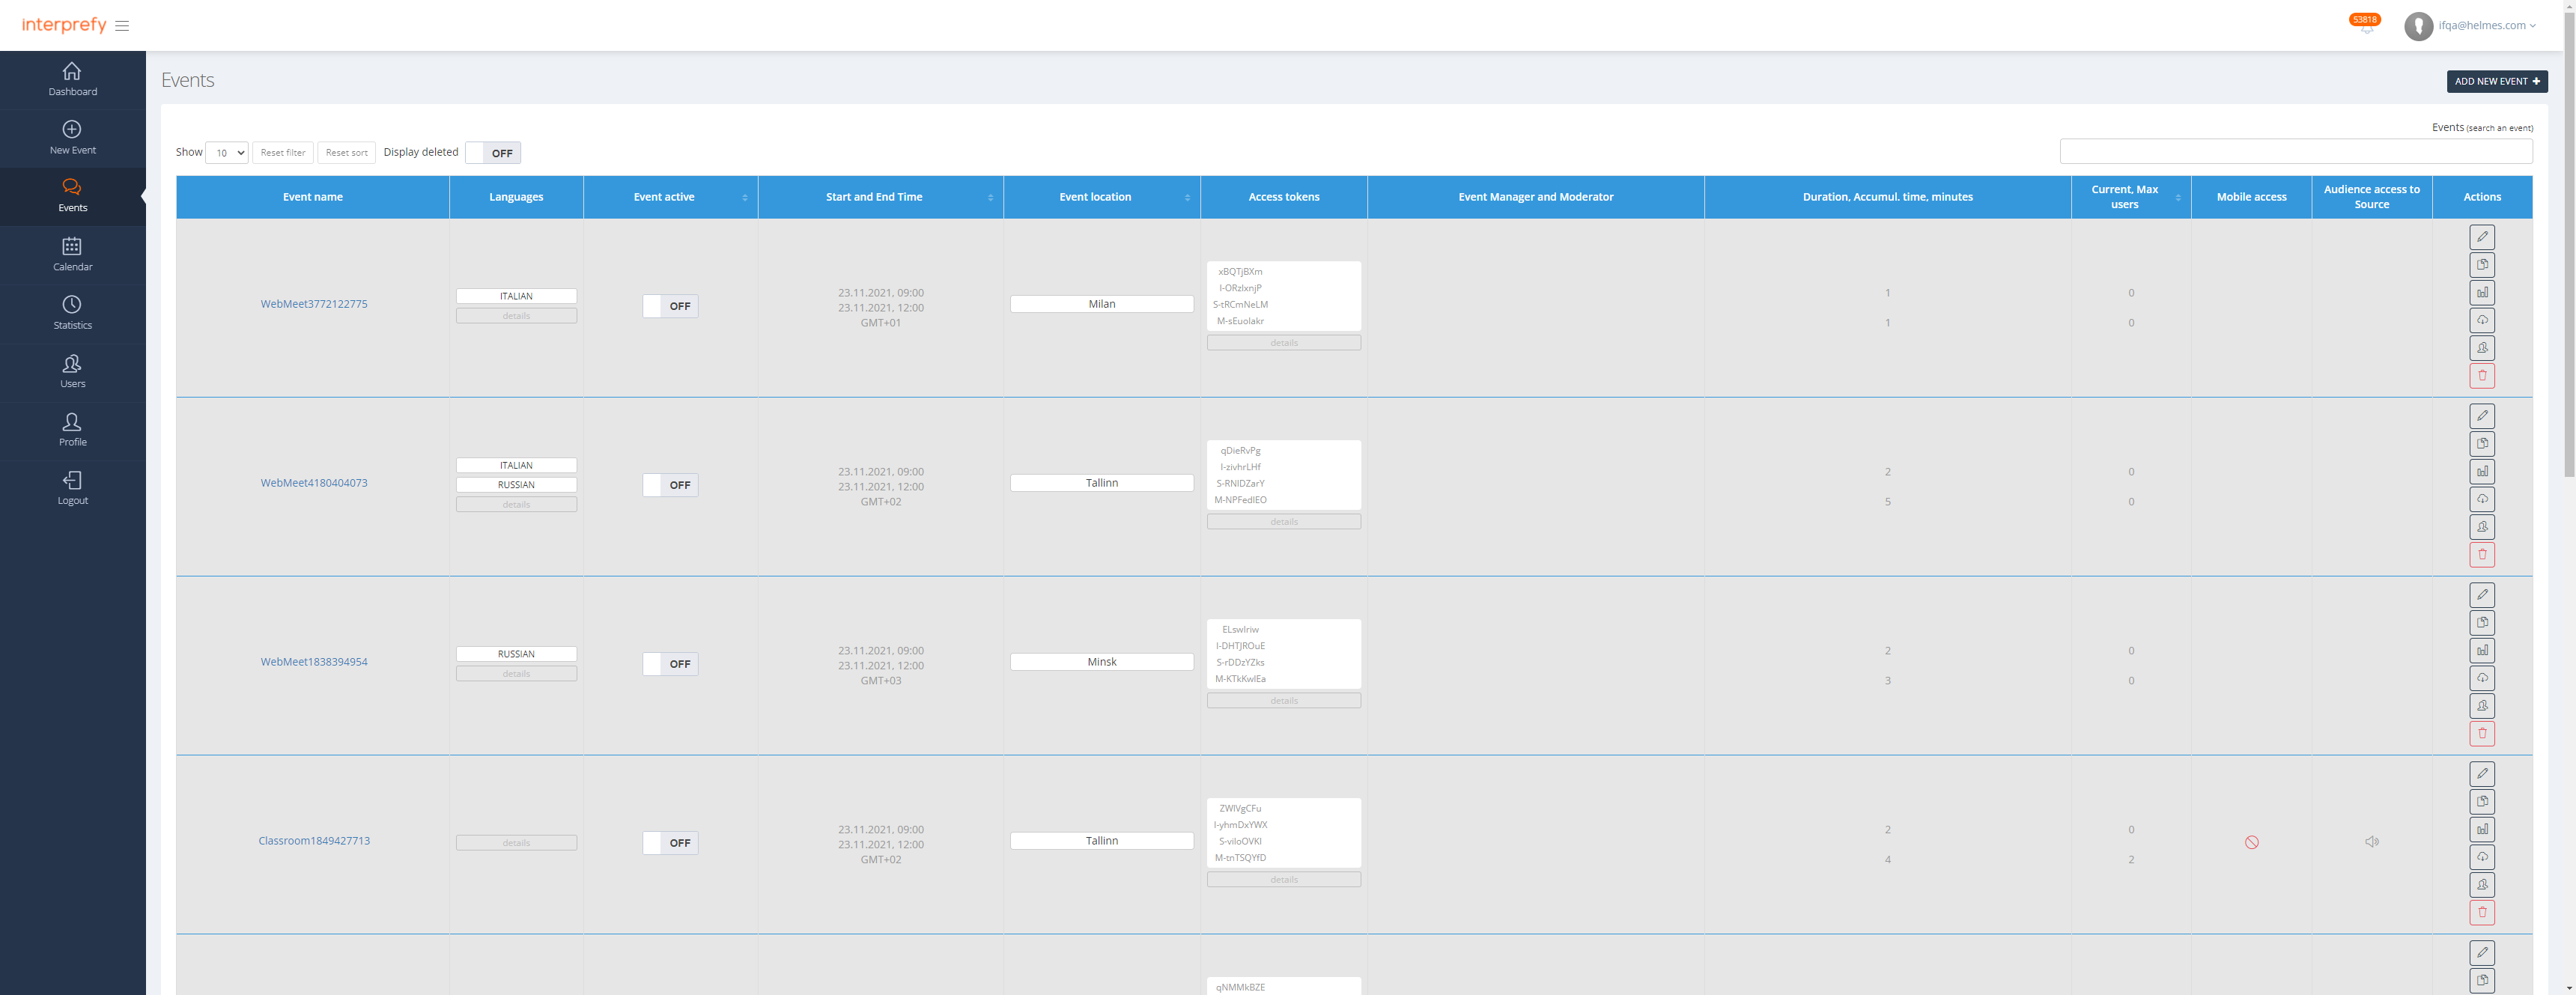 interprefy
53818
ifqa@helmes.com
Dashboard
New Event
Events
Calendar
Statistics
Users
Profile
Logout
Events
ADD NEW EVENT
Events (search an event)
Show 10 Reset filter Reset sort Display deleted OFF
Event name Languages Event active Start and End Time Event location Access tokens Event Manager and Moderator Duration, Accumul. time, minutes Current, Max users Mobile access Audience access to Source Actions
WebMeet3772122775
ITALIAN
details
OFF
23.11.2021, 09:00
23.11.2021, 12:00
GMT+01
Milan
xBQTjBXm
I-ORzlxnjP
S-tRCmNeLM
M-sEuolakr
details
1
1
0
0
WebMeet4180404073
ITALIAN
RUSSIAN
details
OFF
23.11.2021, 09:00
23.11.2021, 12:00
GMT+02
Tallinn
qDieRvPg
I-zivhrLHf
S-RNIDZarY
M-NPFedIEO
details
2
5
0
0
WebMeet1838394954
RUSSIAN
details
OFF
23.11.2021, 09:00
23.11.2021, 12:00
GMT+03
Minsk
ELswIriw
I-DHTJROuE
S-rDDzYZks
M-KTkKwIEa
details
2
3
0
0
Classroom1849427713
details
OFF
23.11.2021, 09:00
23.11.2021, 12:00
GMT+02
Tallinn
ZWIVgCFu
I-yhmDxYWX
S-viloOVKl
M-tnTSQYfD
details
2
4
0
2
qNMMkBZE